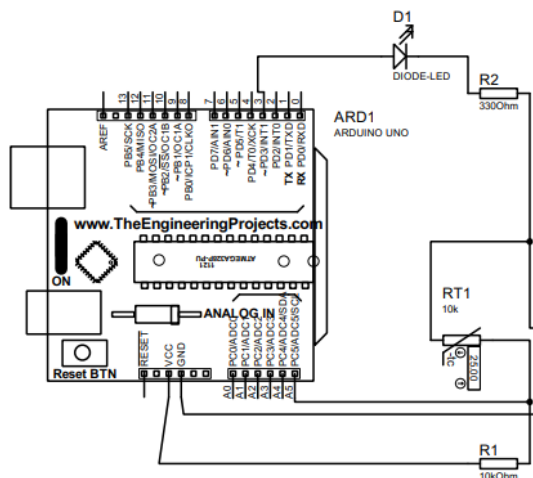 D1
DIODE-LED
R2
330Ohm
ARD1
ARDUINO UNO
AREF
13
12
11
10
9
8
7
6
5
4
3
2
1
0
PB5/SCK
PB4/MISO
~PB3/MOSI/OC2A
~PB2/SS/OC1B
~PB1/OC1A
PB0/ICP1/CLKO
PD7/AIN1
~PD6/AIN0
~PD5/T1
PD4/T0/XCK
~PD3/INT1
PD2/INT0
TX PD1/TXD
RX PD0/RXD
www.TheEngineeringProjects.com
1121
ATMEGA328P-PU
ON
ANALOG IN
Reset BTN
RESET
VCC
GND
PC0/ADC0
PC1/ADC1
PC2/ADC2
PC3/ADC3
PC4/ADC4/SDA
PC5/ADC5/SCL
A0
A1
A2
A3
A4
A5
RT1
10k
-tc
25.00
R1
10kOhm